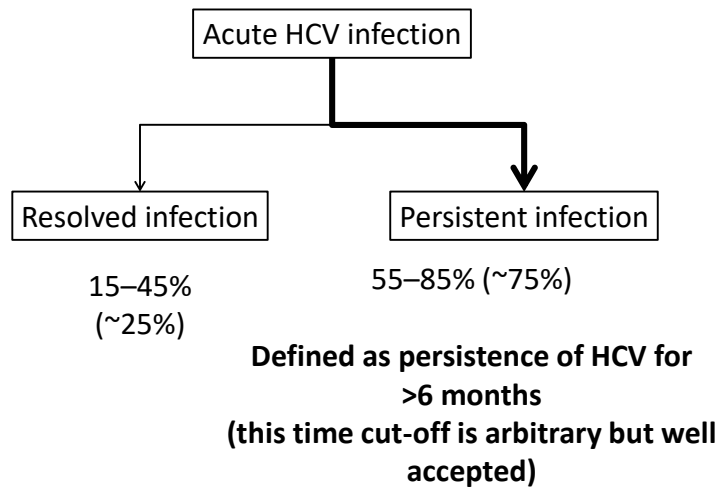 Acute HCV infection
Resolved infection
Persistent infection
15–45%
(~25%)
55–85% (~75%)
Defined as persistence of HCV for
>6 months
(this time cut-off is arbitrary but well
accepted)